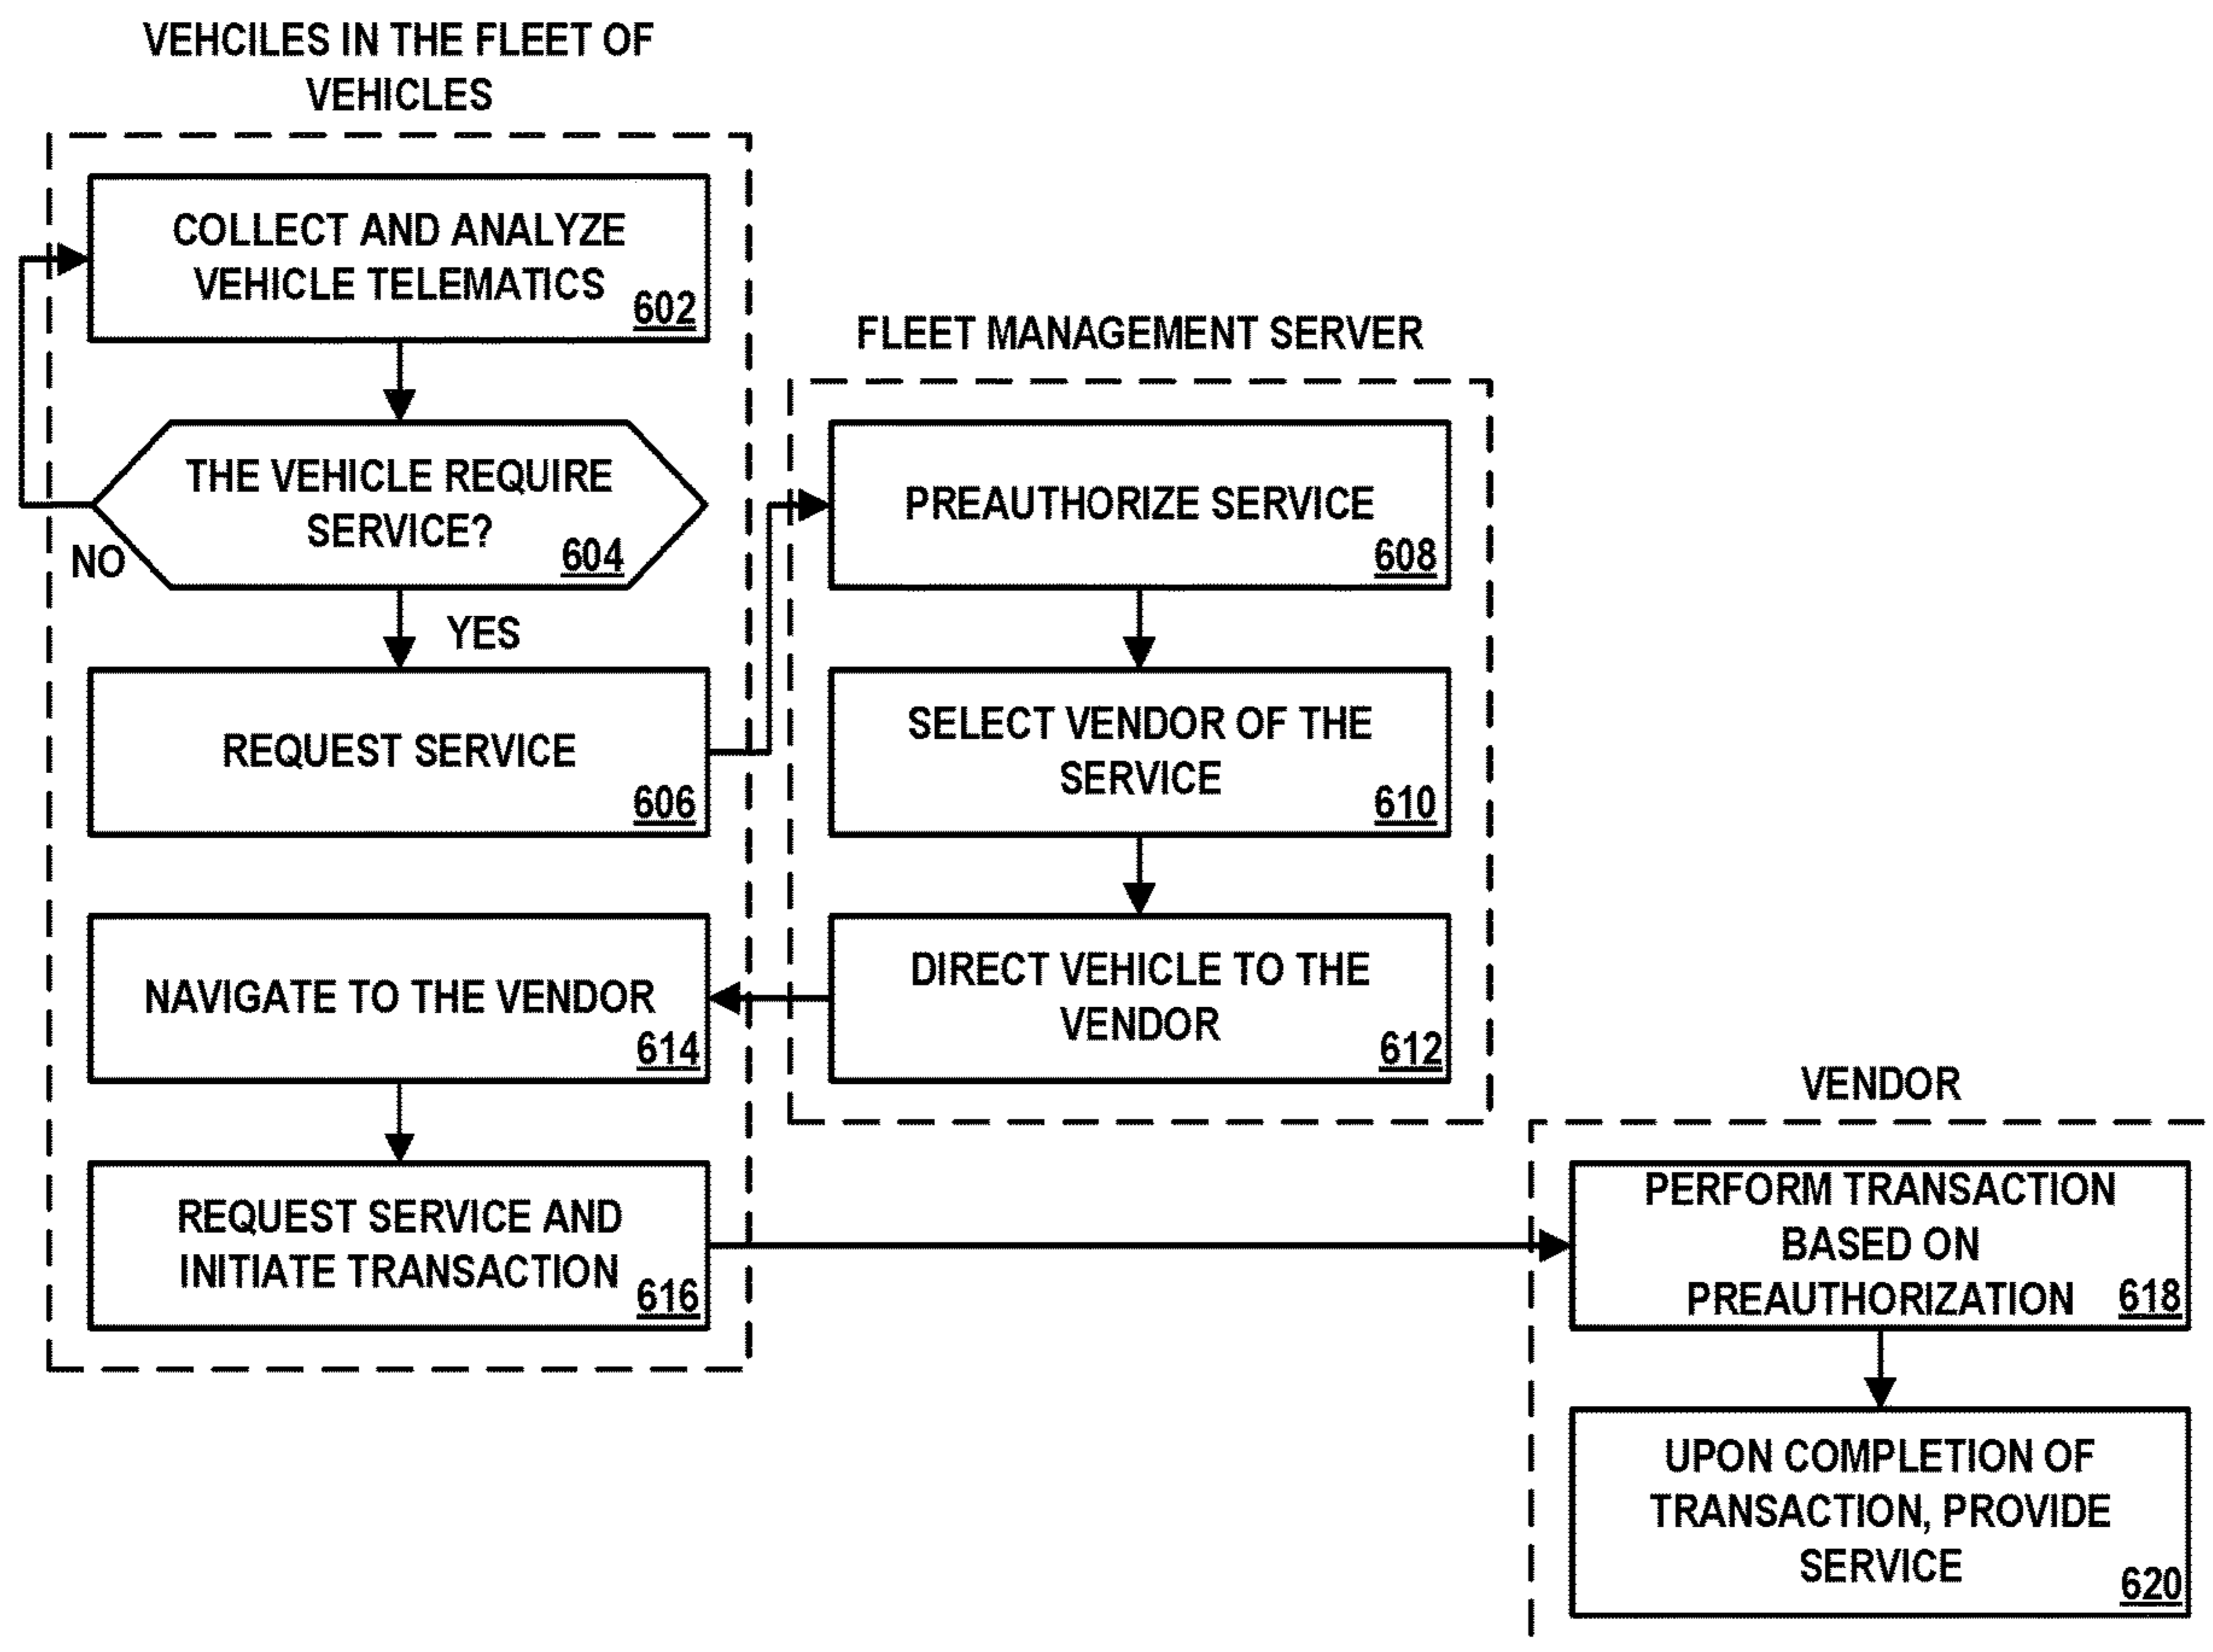 VEHCILES IN THE FLEET OF
VEHICLES
COLLECT AND ANALYZE
VEHICLE TELEMATICS
602
THE VEHICLE REQUIRE
SERVICE?
604
NO
YES
REQUEST SERVICE
606
FLEET MANAGEMENT SERVER
PREAUTHORIZE SERVICE
608
SELECT VENDOR OF THE
SERVICE
610
DIRECT VEHICLE TO THE
VENDOR
612
NAVIGATE TO THE VENDOR
614
REQUEST SERVICE AND
INITIATE TRANSACTION
616
VENDOR
PERFORM TRANSACTION
BASED ON
PREAUTHORIZATION
618
UPON COMPLETION OF
TRANSACTION, PROVIDE
SERVICE
620